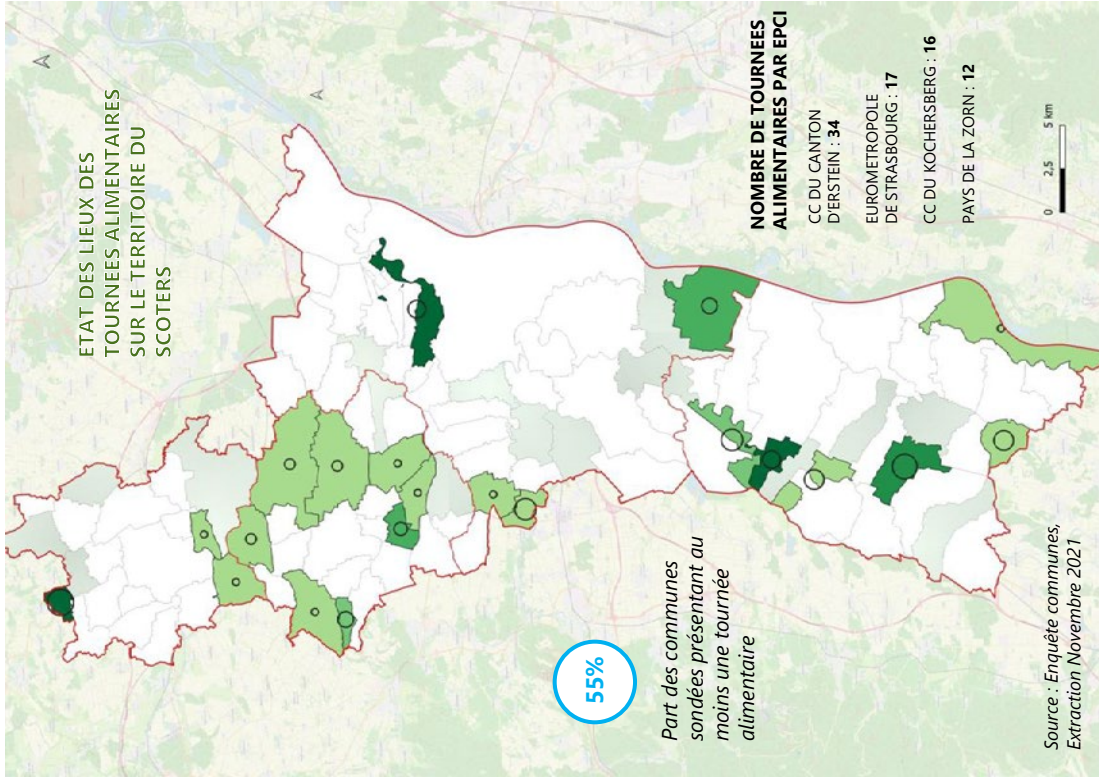 ETAT DES LIEUX DES
TOURNEES ALIMENTAIRES
SUR LE TERRITOIRE DU
SCOTERS
55%
Part des communes
sondées présentant au
moins une tournée
alimentaire
NOMBRE DE TOURNEES
ALIMENTAIRES PAR EPCI
CC DU CANTON
D'ERSTEIN : 34
EUROMETROPOLE
DE STRASBOURG : 17
CC DU KOCHERSBERG : 16
PAYS DE LA ZORN : 12
0 2,5 5 km
Source : Enquête communes,
Extraction Novembre 2021